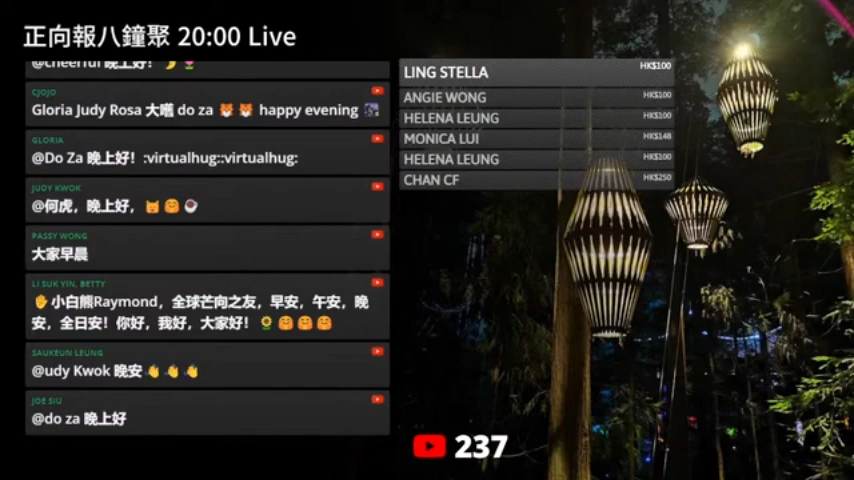 正向報八鐘聚 20:00 Live
@cheerful 晚上好! 🌛 🌷
CJOJO
Gloria Judy Rosa 大嚿 do za 🐯 🐯 happy evening 🌃
GLORIA
@Do Za 晚上好! :virtualhug::virtualhug:
JUDY KWOK
@何虎，晚上好，
PASSY WONG
大家早晨
LI SUK YIN, BETTY
✋小白熊Raymond，全球芒向之友，早安，午安，晚
安，全日安! 你好，我好，大家好! 🌻 🤗 🤗 🤗
SAUKEUN LEUNG
@udy Kwok 晚安 👏 👏 👏
JOE SIU
@do za 晚上好
LING STELLA HK$100
ANGIE WONG HK$100
HELENA LEUNG HK$100
MONICA LUI HK$148
HELENA LEUNG HK$100
CHAN CF HK$250
237